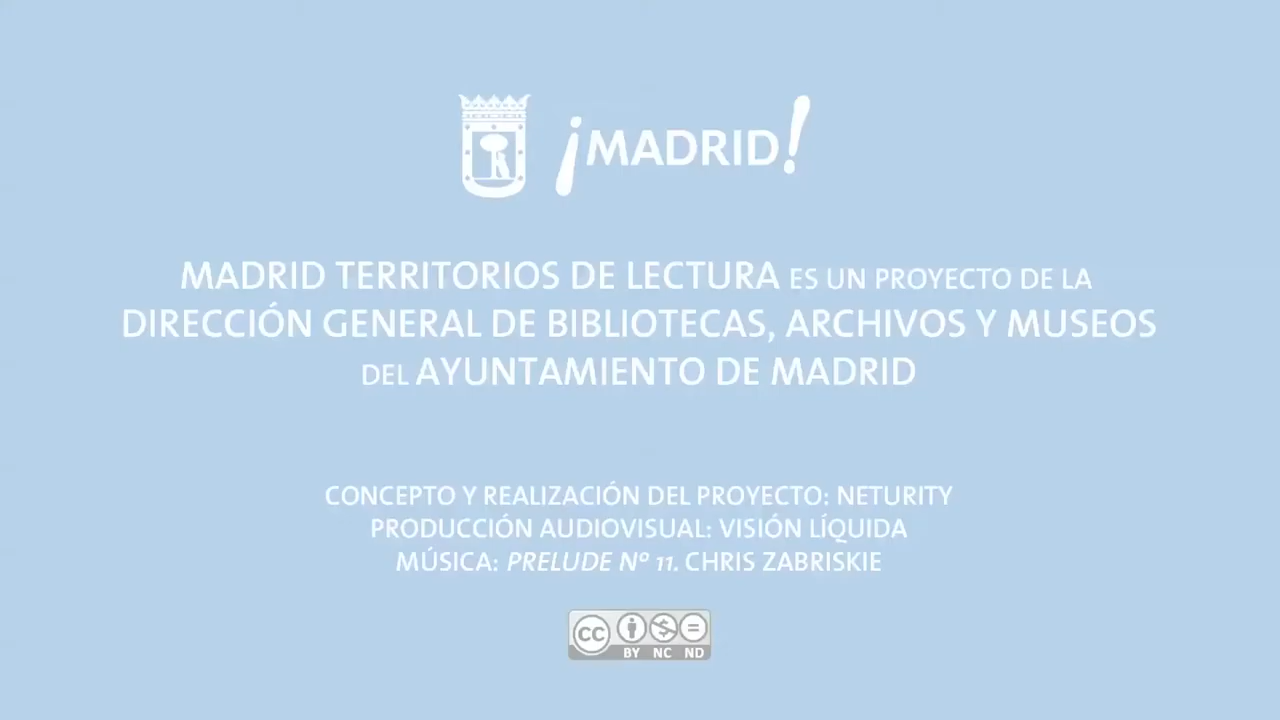 ¡MADRID!
MADRID TERRITORIOS DE LECTURA ES UN PROYECTO DE LA
DIRECCIÓN GENERAL DE BIBLIOTECAS, ARCHIVOS Y MUSEOS
DEL AYUNTAMIENTO DE MADRID
CONCEPTO Y REALIZACIÓN DEL PROYECTO: NETURITY
PRODUCCIÓN AUDIOVISUAL: VISIÓN LÍQUIDA
MÚSICA: PRELUDE Nº 11. CHRIS ZABRISKIE
CC
BY NC ND